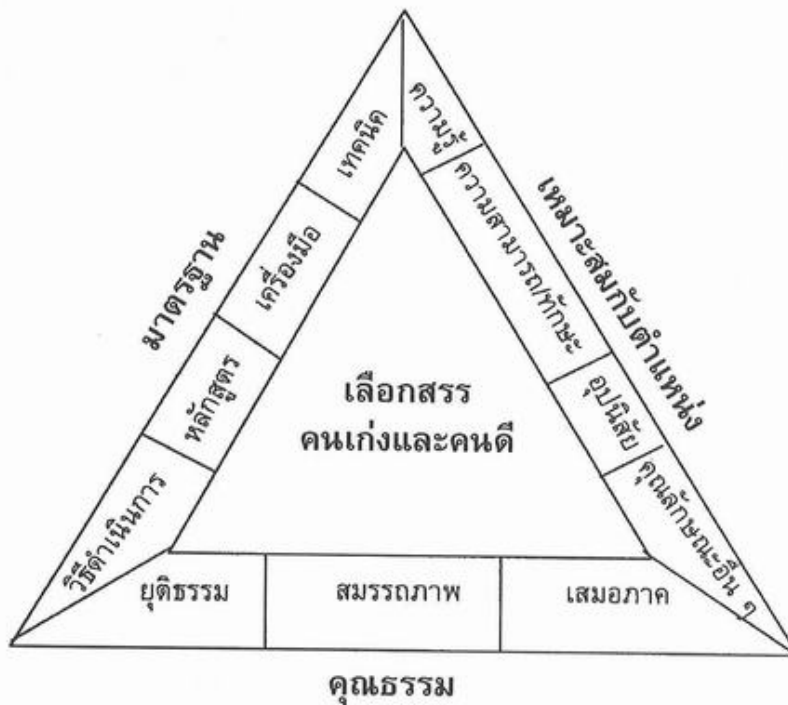 มาตรฐาน
เทคนิค
เครื่องมือ
หลักสูตร
วิธีดำเนินการ
เหมาะสมกับตำแหน่ง
ความรู้
ความสามารถ/ทักษะ
อุปนิสัย
คุณลักษณะอื่น ๆ
เลือกสรร
คนเก่งและคนดี
ยุติธรรม
สมรรถภาพ
เสมอภาค
คุณธรรม